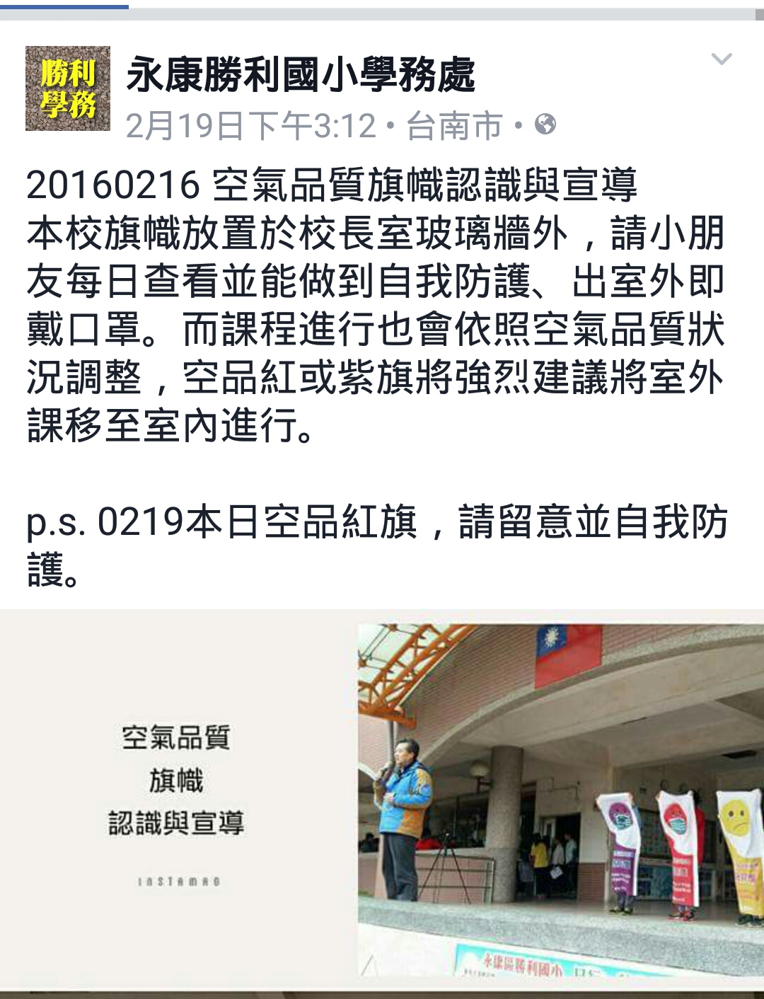 勝利
學務
永康勝利國小學務處
2月19日下午3:12 • 台南市 •
20160216 空氣品質旗幟認識與宣導
本校旗幟放置於校長室玻璃牆外，請小朋
友每日查看並能做到自我防護、出室外即
戴口罩。而課程進行也會依照空氣品質狀
況調整，空品紅或紫旗將強烈建議將室外
課移至室內進行。
p.s. 0219本日空品紅旗，請留意並自我防
護。
空氣品質
旗幟
認識與宣導
INSTAMAG
永康區勝利國小